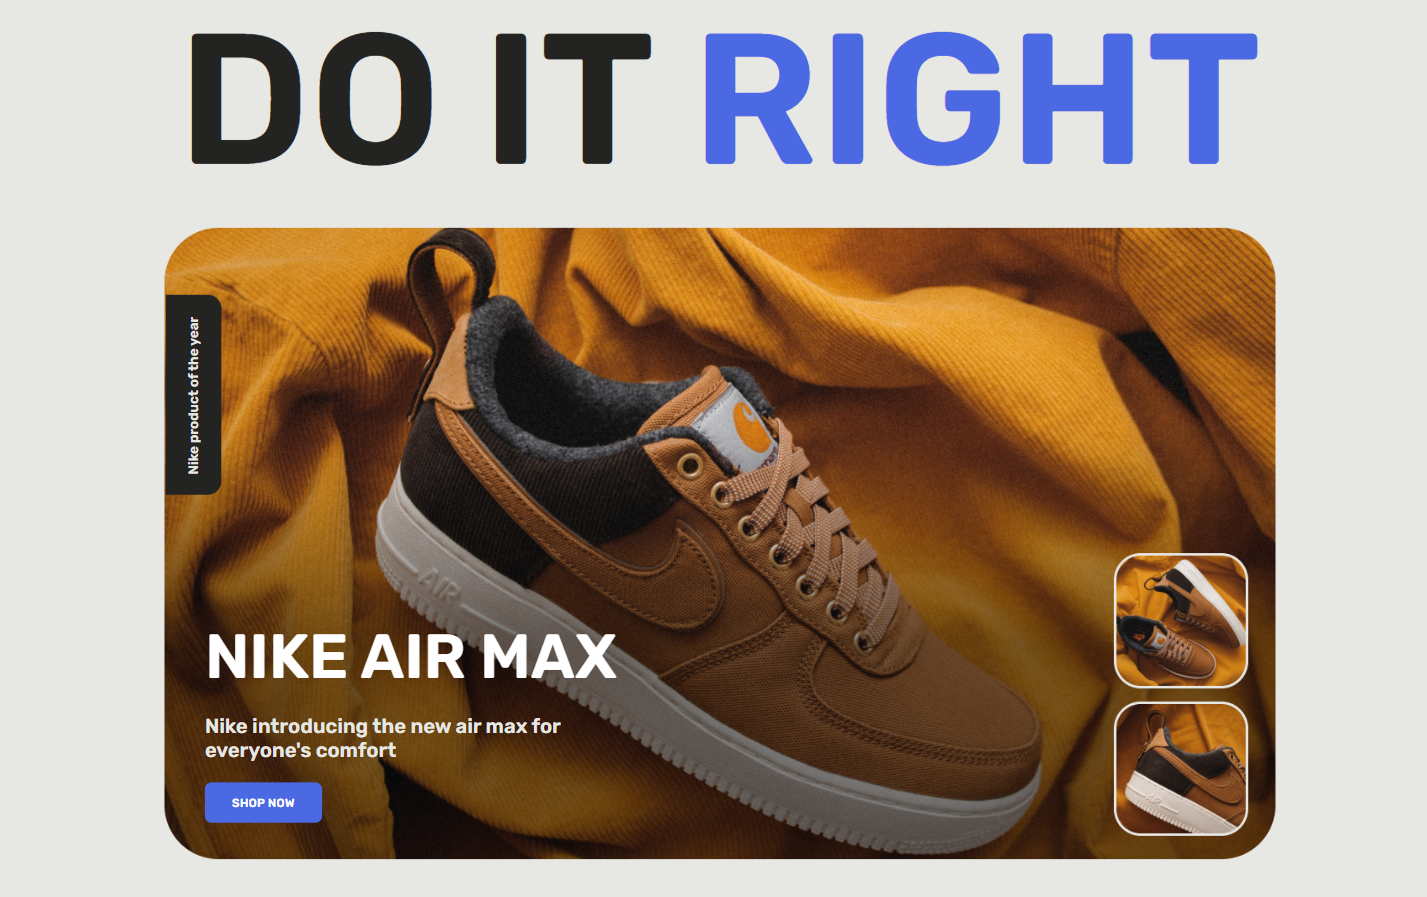 DO IT RIGHT
Nike product of the year
AIR
NIKE AIR MAX
Nike introducing the new air max for
everyone's comfort
SHOP NOW